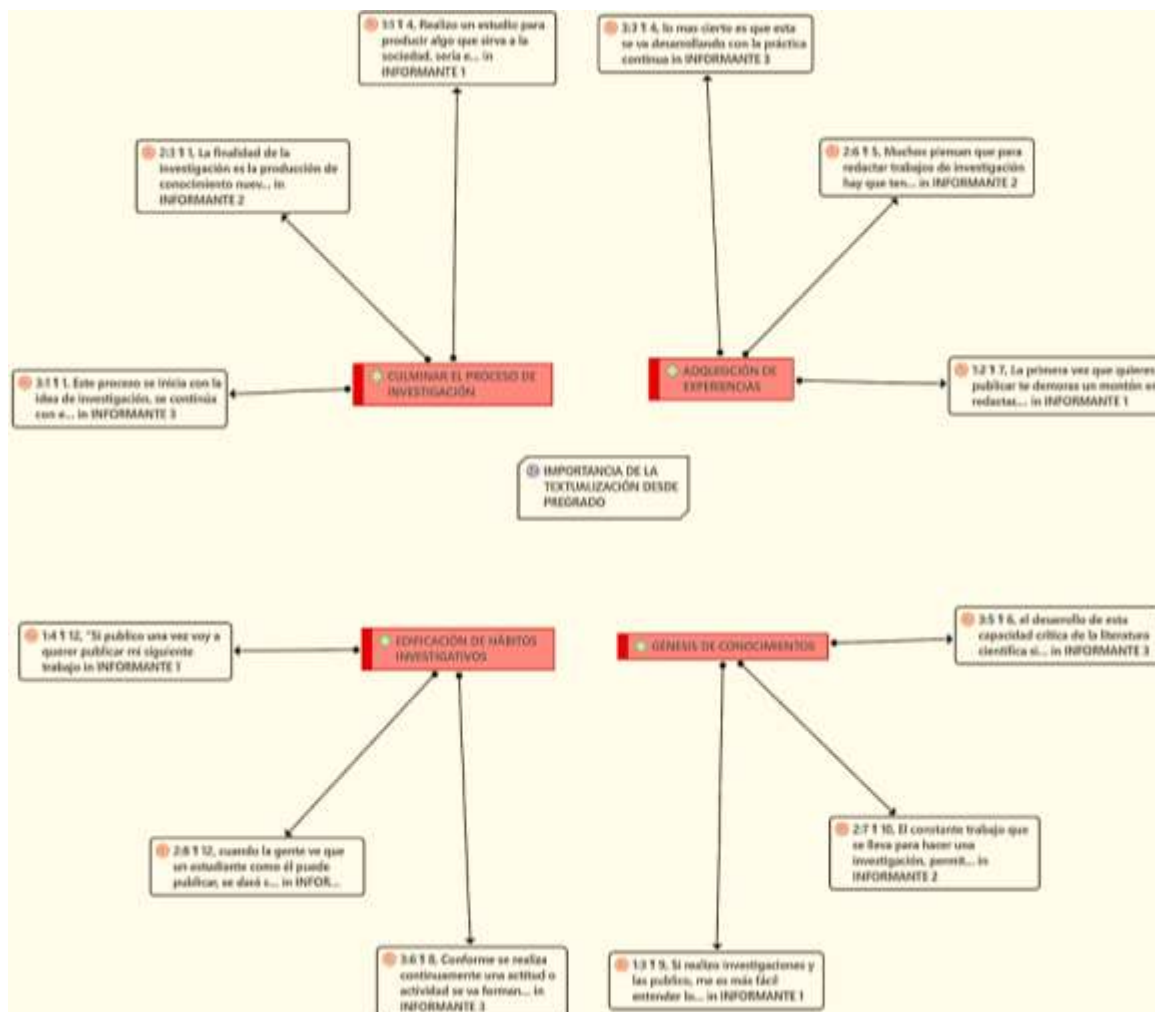 1:1 ¶ 4, Realizo un estudio para
producir algo que sirva a la
sociedad, sería e... in
INFORMANTE 1
3:3 ¶ 4, lo mas cierto es que esta
se va desarrollando con la práctica
continua in INFORMANTE 3
2:3 ¶ 1, La finalidad de la
investigación es la producción de
conocimiento nuev... in
INFORMANTE 2
2:6 ¶ 5, Muchos piensan que para
redactar trabajos de investigación
hay que ten... in INFORMANTE 2
3:1 ¶ 1, Este proceso se inicia con la
idea de investigación, se continúa
con e... in INFORMANTE 3
CULMINAR EL PROCESO DE
INVESTIGACIÓN
ADQUISICIÓN DE
EXPERIENCIAS
1:2 ¶ 7, La primera vez que quieres
publicar te demoras un montón en
redactar... in INFORMANTE 1
IMPORTANCIA DE LA
TEXTUALIZACIÓN DESDE
PREGRADO
1:4 ¶ 12, "Si publico una vez voy a
querer publicar mi siguiente
trabajo in INFORMANTE 1
EDIFICACIÓN DE HÁBITOS
INVESTIGATIVOS
GÉNESIS DE CONOCIMIENTOS
3:5 ¶ 6, el desarrollo de esta
capacidad crítica de la literatura
científica si... in INFORMANTE 3
2:8 ¶ 12, cuando la gente ve que
un estudiante como él puede
publicar, se dará c... in INFOR...
2:7 ¶ 10, El constante trabajo que
se lleva para hacer una
investigación, permit... in
INFORMANTE 2
3:6 ¶ 8, Conforme se realiza
continuamente una actitud o
actividad se va forman... in
INFORMANTE 3
1:3 ¶ 9, Si realizo investigaciones y
las publico, me es más fácil
entender lo... in INFORMANTE 1